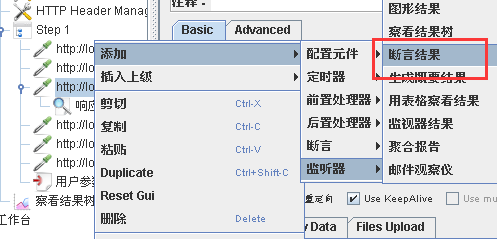 HTTP Header Manag
注释：
Step 1
Basic
Advanced
http://lo
http://lo
http://lo
响应
http://lo
http://lo
http://lo
用户参
察看结果树
工作台
添加
插入上级
剪切
Ctrl-X
复制
Ctrl-C
粘贴
Ctrl-V
Duplicate
Ctrl+Shift-C
Reset Gui
删除
Delete
配置元件
定时器
前置处理器
后置处理器
断言
监听器
图形结果
察看结果树
断言结果
生成概要结果
用表格察看结果
监视器结果
聚合报告
邮件观察仪
重定向
Use KeepAlive
Use mu
y Data
Files Upload